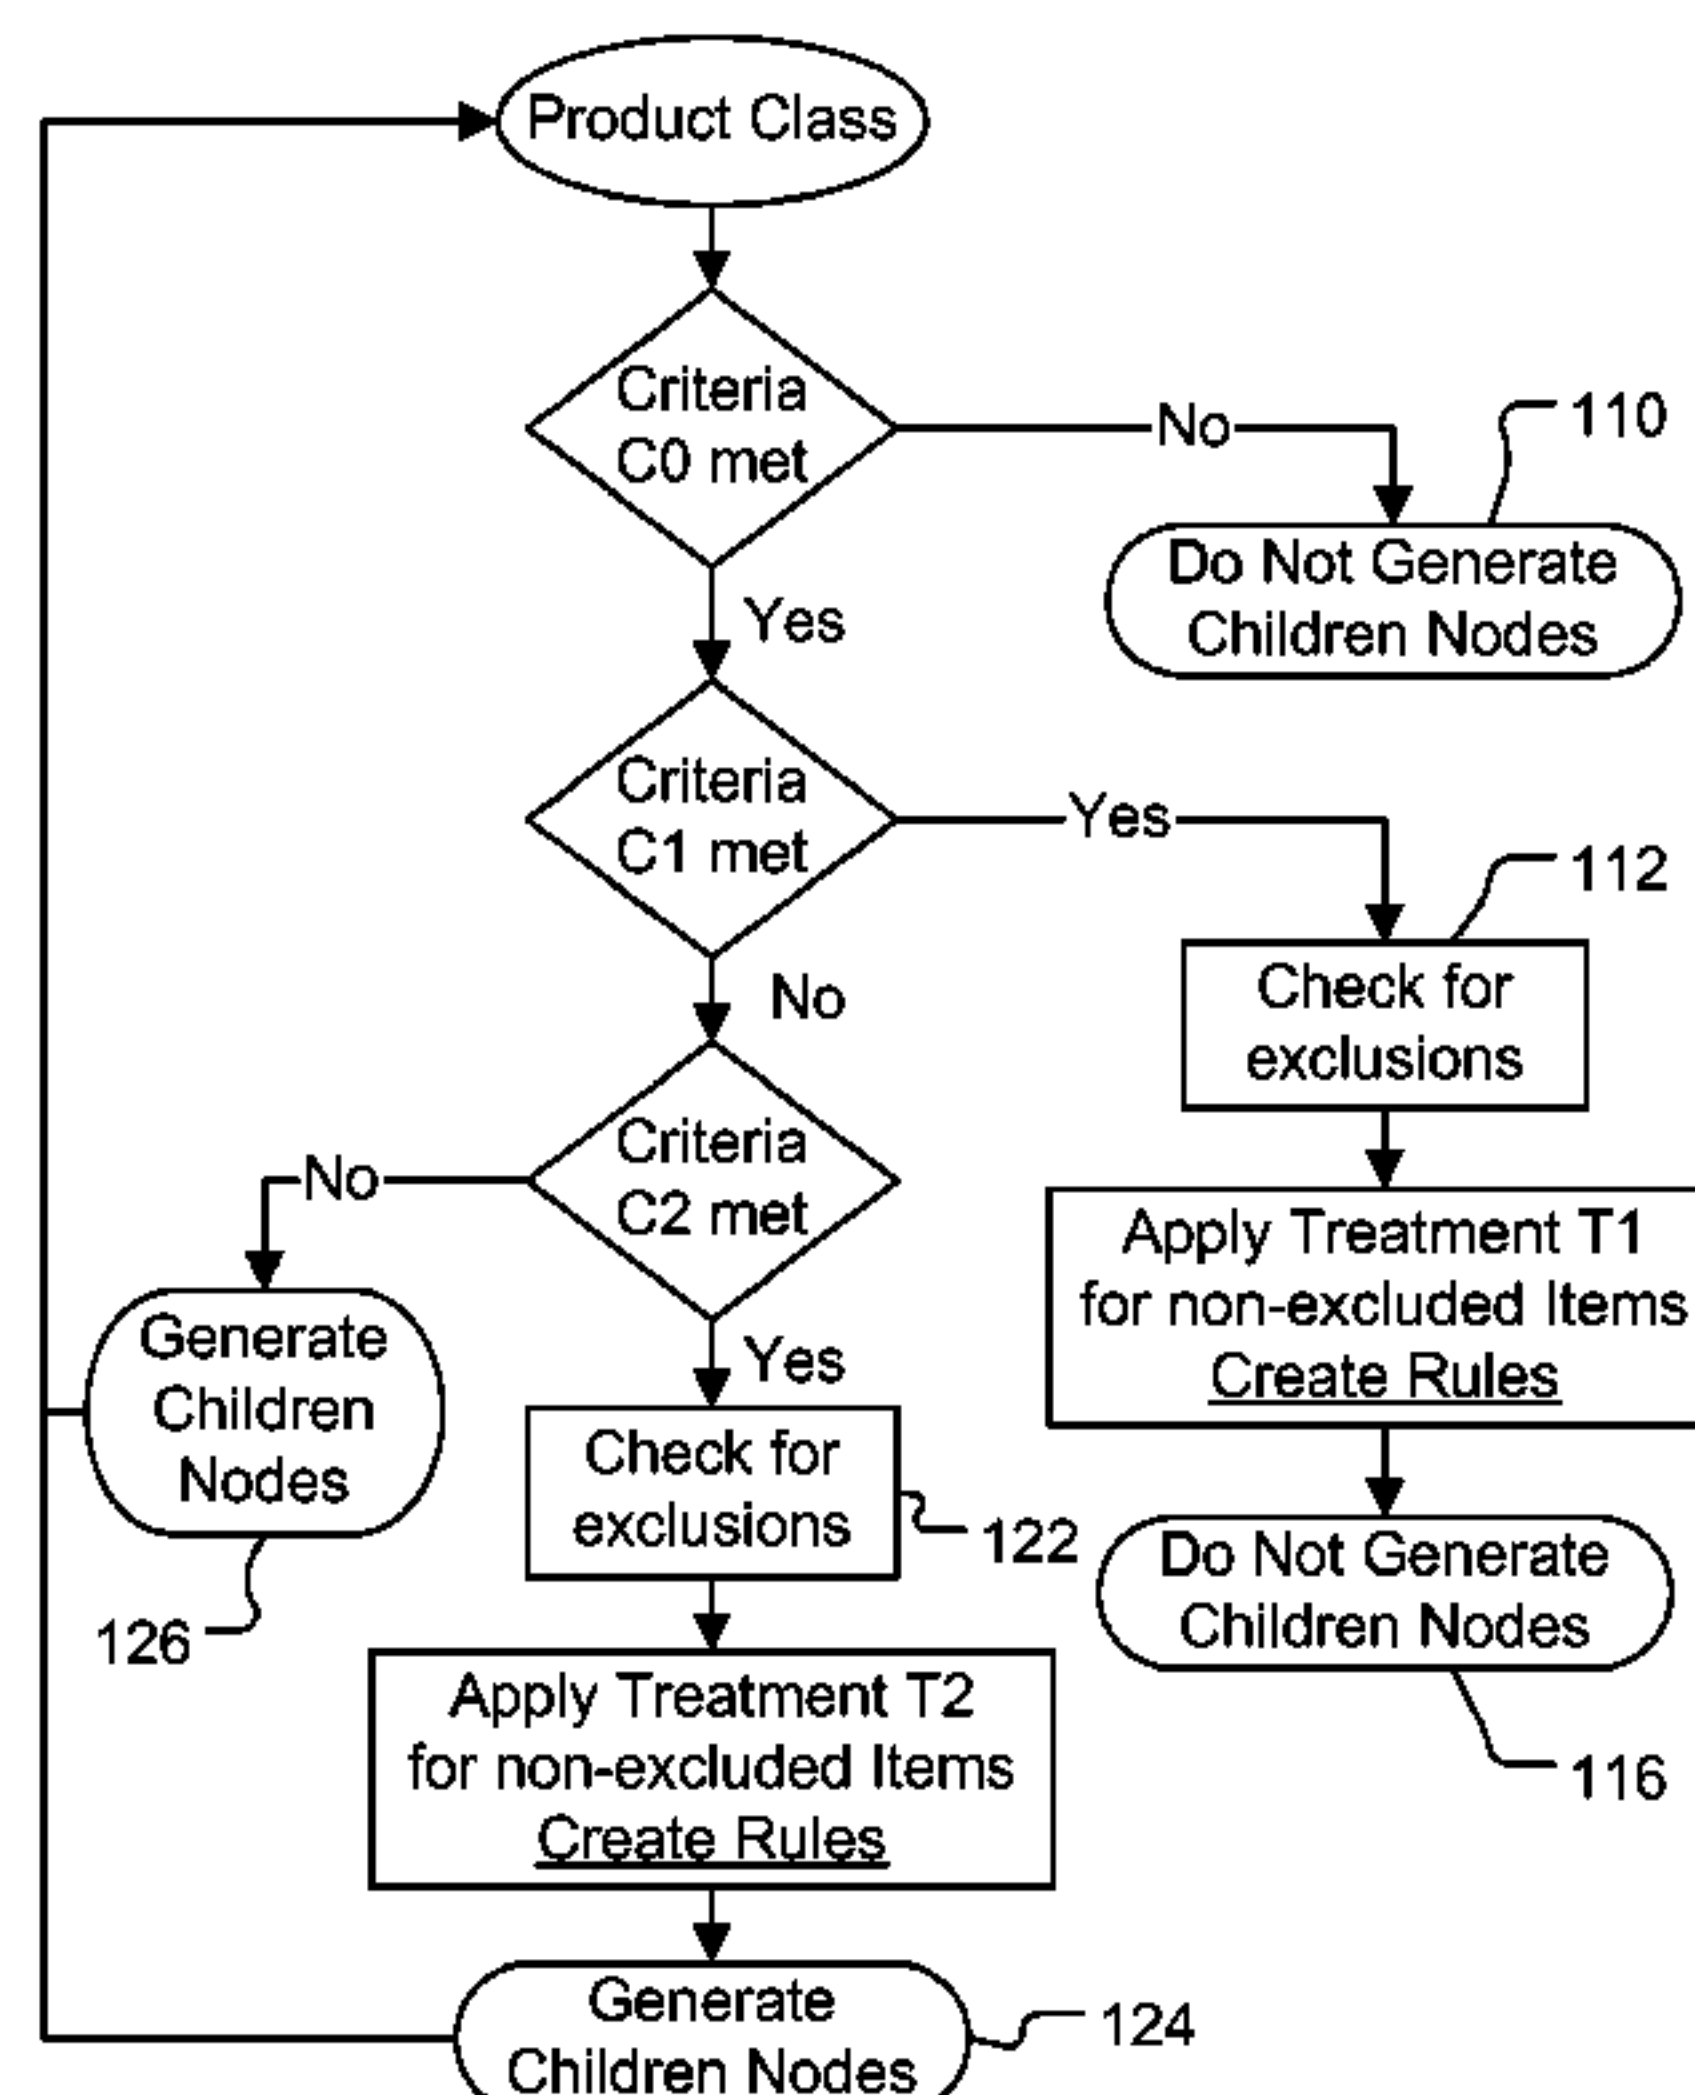 Product Class
Criteria
C0 met
No
110
Do Not Generate
Children Nodes
Yes
Criteria
C1 met
Yes
112
Check for
exclusions
No
Criteria
C2 met
No
Apply Treatment T1
for non-excluded Items
Create Rules
Generate
Children
Nodes
126
Yes
Check for
exclusions
122
Do Not Generate
Children Nodes
116
Apply Treatment T2
for non-excluded Items
Create Rules
Generate
Children Nodes
124